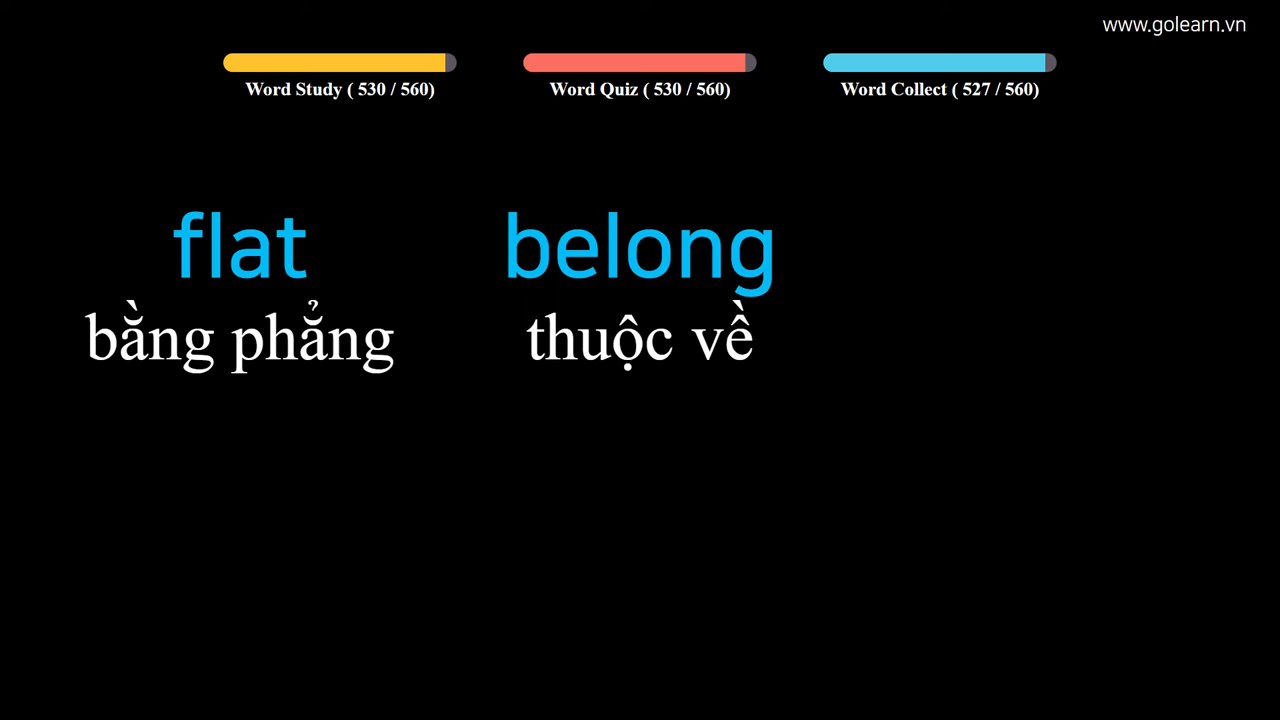 www.golearn.vn
Word Study ( 530 / 560)
Word Quiz ( 530 / 560)
Word Collect ( 527 / 560)
flat
bằng phẳng
belong
thuộc về